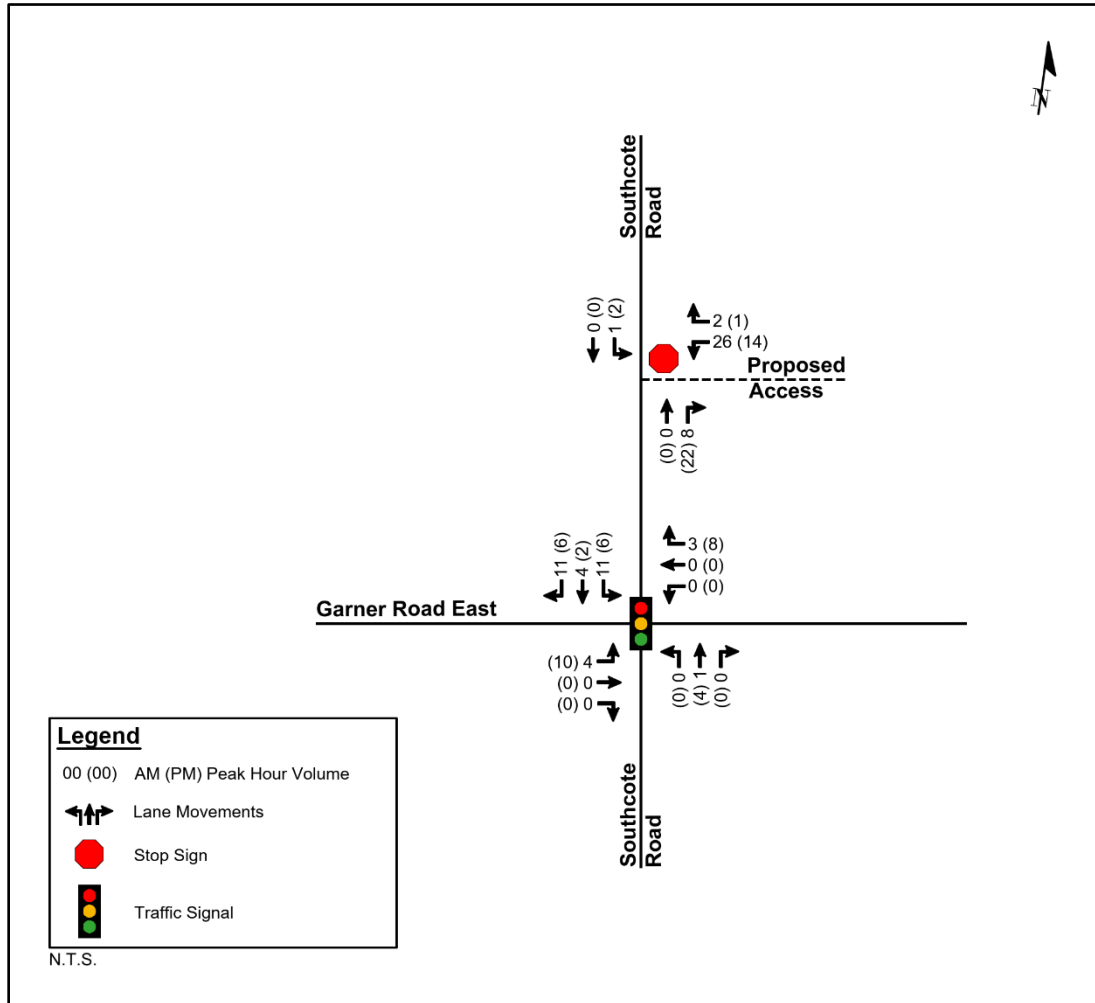 N
Southcote
Road
0 (0)
1 (2)
2 (1)
26 (14)
Proposed
Access
(0) 0
(22) 8
11 (6)
4 (2)
11 (6)
3 (8)
0 (0)
0 (0)
Garner Road East
(10) 4
(0) 0
(0) 0
(0) 0
(4) 1
(0) 0
Southcote
Road
Legend
00 (00) AM (PM) Peak Hour Volume
Lane Movements
Stop Sign
Traffic Signal
N.T.S.